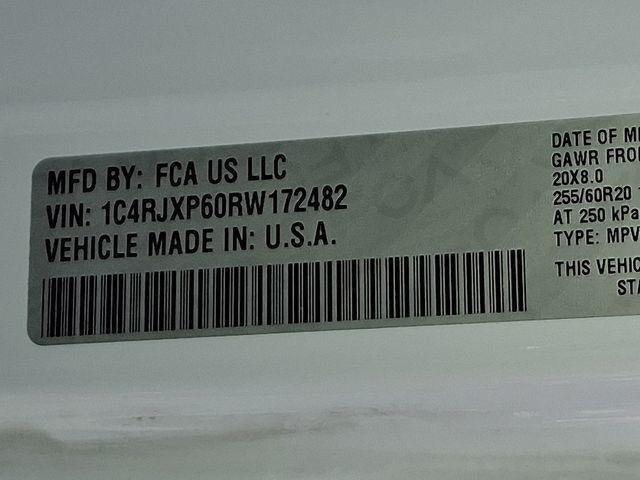 MFD BY: FCA US LLC
VIN: 1C4RJXP60RW172482
VEHICLE MADE IN: U.S.A.
DATE OF M
GAWR FRO
20X8.0
255/60R20
AT 250 kPa
TYPE: MPV
THIS VEHIC
STA